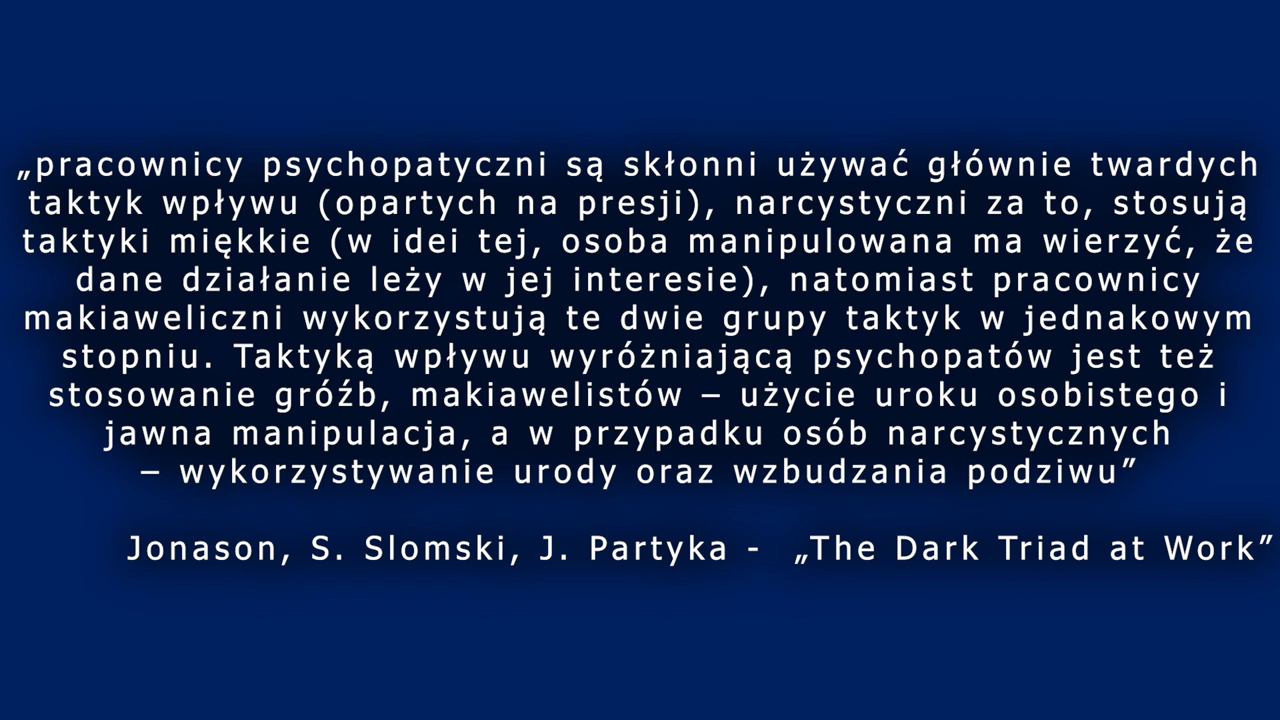 „pracownicy psychopatyczni są skłonni używać głównie twardych
taktyk wpływu (opartych na presji), narcystyczni za to, stosują
taktyki miękkie (w idei tej, osoba manipulowana ma wierzyć, że
dane działanie leży w jej interesie), natomiast pracownicy
makiaweliczni wykorzystują te dwie grupy taktyk w jednakowym
stopniu. Taktyką wpływu wyróżniającą psychopatów jest też
stosowanie gróźb, makiawelistów – użycie uroku osobistego i
jawna manipulacja, a w przypadku osób narcystycznych
– wykorzystywanie urody oraz wzbudzania podziwu”
Jonason, S. Slomski, J. Partyka - „The Dark Triad at Work”